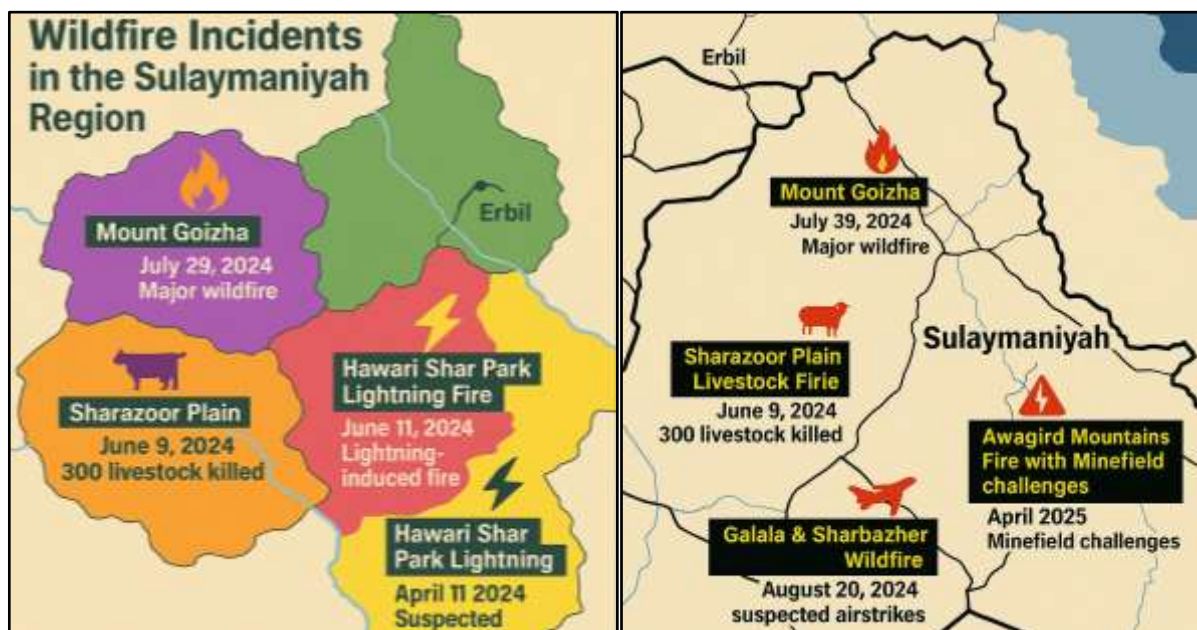 Wildfire Incidents
in the Sulaymaniyah
Region
Erbil
Mount Goizha
July 29, 2024
Major wildfire
Sharazoor Plain
June 9, 2024
300 livestock killed
Hawari Shar Park
Lightning Fire
June 11, 2024
Lightning-
induced fire
Hawari Shar
Park Lightning
April 11 2024
Suspected
Erbil
Mount Goizha
July 39, 2024
Major wildfire
Sulaymaniyah
Sharazoor Plain
Livestock Firie
June 9, 2024
300 livestock killed
Awagird Mountains
Fire with Minefield
challenges
April 2025
Minefield challenges
Galala & Sharbazher
Wildfire
August 20, 2024
suspected airstrikes